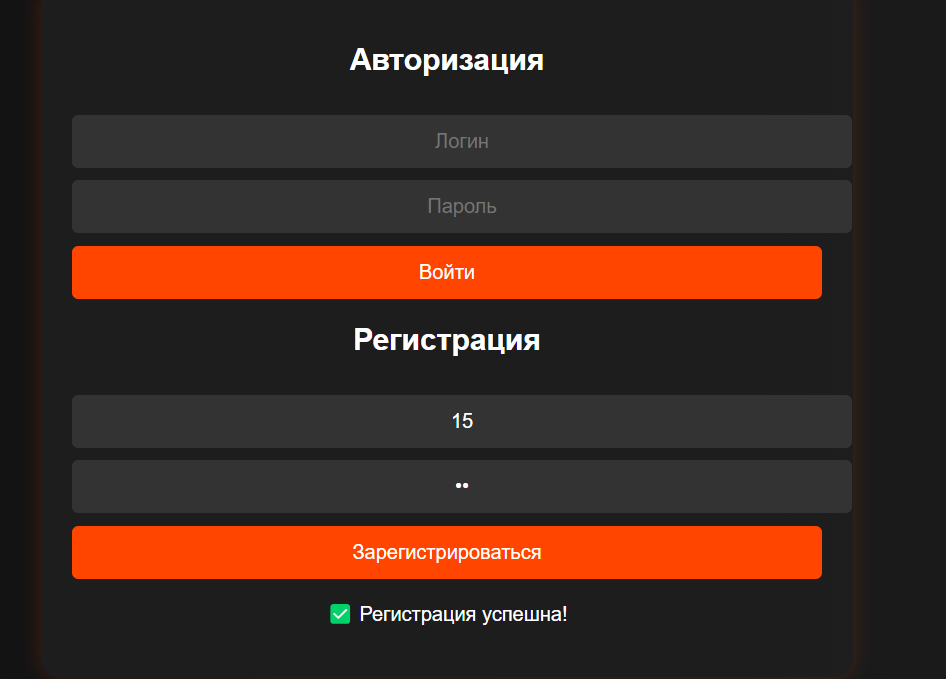 Авторизация
Логин
Пароль
Войти
Регистрация
15
••
Зарегистрироваться
✅ Регистрация успешна!